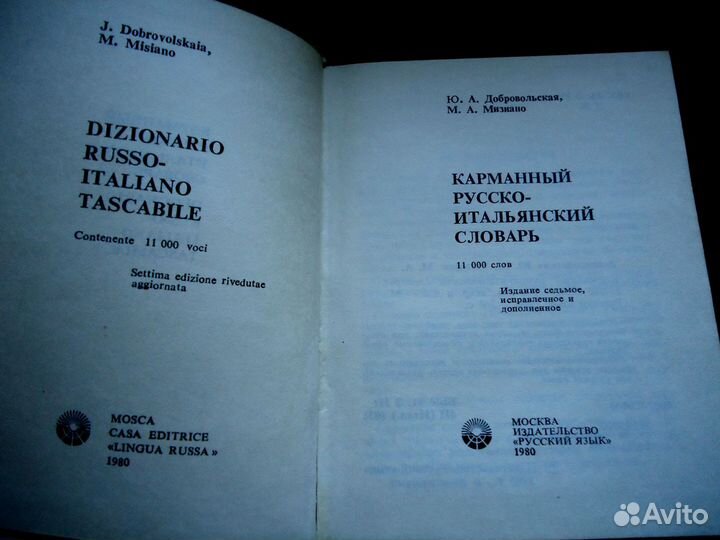 J. Dobrovolskaia,
M. Misiano
DIZIONARIO
RUSSO-
ITALIANO
TASCABILE
Contenente 11 000 voci
Settima edizione rivedutae
aggiornata
MOSCA
CASA EDITRICE
«LINGUA RUSSA»
1980
Ю. А. Добровольская,
М. А. Мизиано
КАРМАННЫЙ
РУССКО-
ИТАЛЬЯНСКИЙ
СЛОВАРЬ
11 000 слов
Издание седьмое,
исправленное и
дополненное
МОСКВА
ИЗДАТЕЛЬСТВО
«РУССКИЙ ЯЗЫК»
1980
Avito